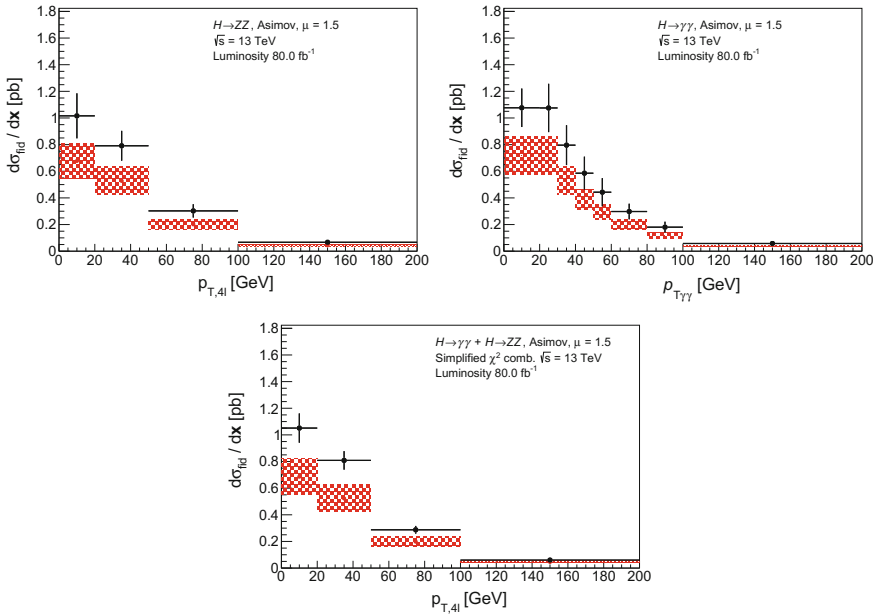 H→ZZ, Asimov, μ = 1.5
√s = 13 TeV
Luminosity 80.0 fb⁻¹
dσfid / dx [pb]
1.8
1.6
1.4
1.2
1
0.8
0.6
0.4
0.2
0
0 20 40 60 80 100 120 140 160 180 200
pT,4l [GeV]
H→γγ, Asimov, μ = 1.5
√s = 13 TeV
Luminosity 80.0 fb⁻¹
dσfid / dx [pb]
1.8
1.6
1.4
1.2
1
0.8
0.6
0.4
0.2
0
0 20 40 60 80 100 120 140 160 180 200
pTγγ [GeV]
H→γγ + H→ZZ, Asimov, μ = 1.5
Simplified χ² comb. √s = 13 TeV
Luminosity 80.0 fb⁻¹
dσfid / dx [pb]
1.8
1.6
1.4
1.2
1
0.8
0.6
0.4
0.2
0
0 20 40 60 80 100 120 140 160 180 200
pT,4l [GeV]